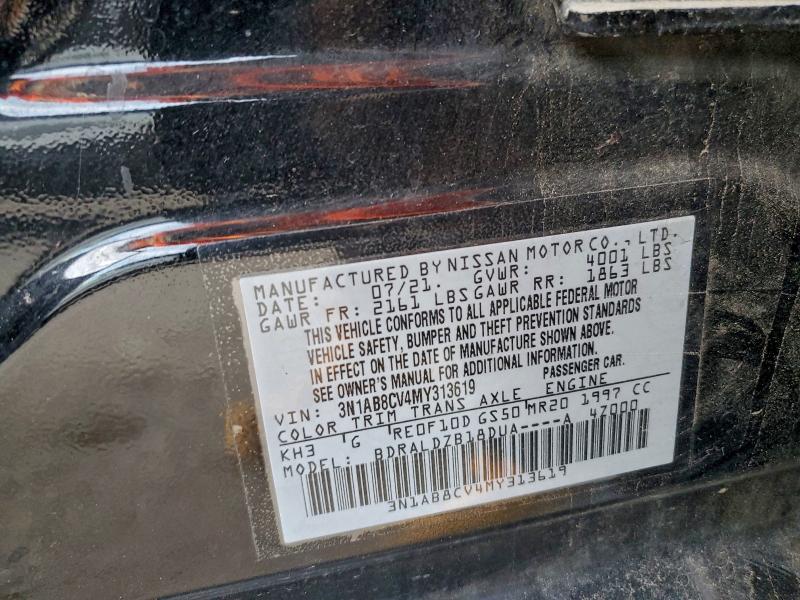 MANUFACTURED BY NISSAN MOTOR CO., LTD.
DATE: 07/21. GVWR: 4001 LBS
GAWR FR: 2161 LBS GAWR RR: 1863 LBS
THIS VEHICLE CONFORMS TO ALL APPLICABLE FEDERAL MOTOR
VEHICLE SAFETY, BUMPER AND THEFT PREVENTION STANDARDS
IN EFFECT ON THE DATE OF MANUFACTURE SHOWN ABOVE.
SEE OWNER'S MANUAL FOR ADDITIONAL INFORMATION.
VIN: 3N1AB8CV4MY313619 PASSENGER CAR.
COLOR TRIM TRANS AXLE ENGINE
KH3 G RE0F10D GS50 MR20 1997 CC
MODEL: BDRALDZB18DUA----A 47000
3N1AB8CV4MY313619